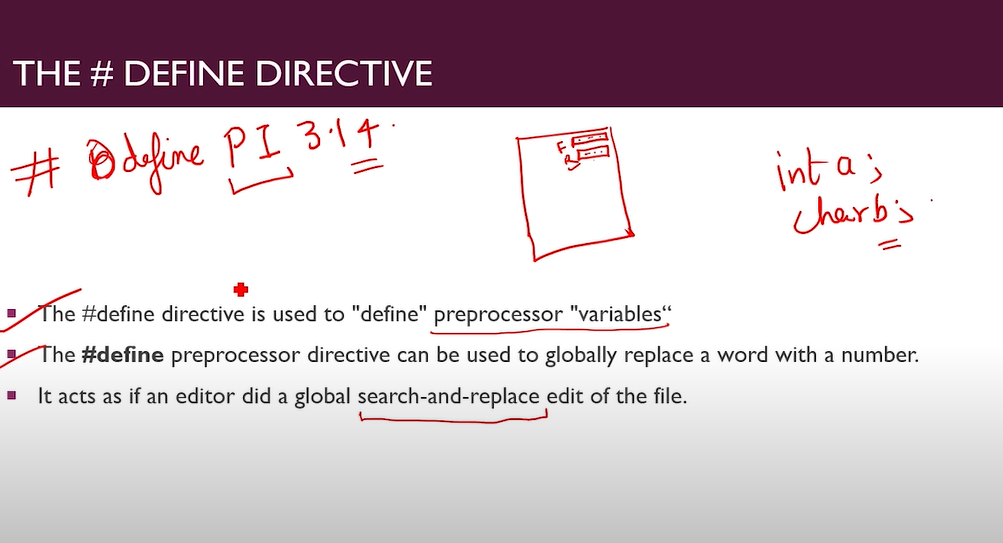 THE # DEFINE DIRECTIVE
# define PI 3.14
int a;
char b;
The #define directive is used to "define" preprocessor "variables“
The #define preprocessor directive can be used to globally replace a word with a number.
It acts as if an editor did a global search-and-replace edit of the file.